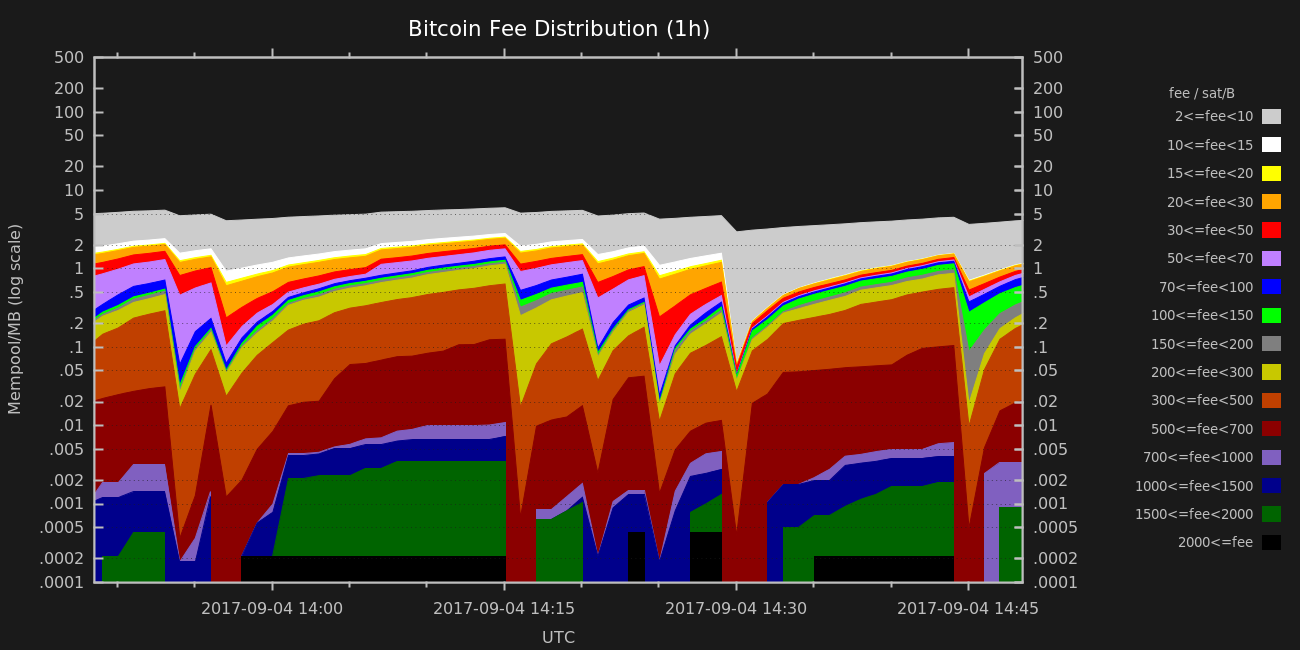 Bitcoin Fee Distribution (1h)
500 500
200 200
100 100
50 50
20 20
10 10
5 5
2 2
1 1
.5 .5
.2 .2
.1 .1
.05 .05
.02 .02
.01 .01
.005 .005
.002 .002
.001 .001
.0005 .0005
.0002 .0002
.0001 .0001
Mempool/MB (log scale)
2017-09-04 14:00 2017-09-04 14:15 2017-09-04 14:30 2017-09-04 14:45
UTC
fee / sat/B
2<=fee<10
10<=fee<15
15<=fee<20
20<=fee<30
30<=fee<50
50<=fee<70
70<=fee<100
100<=fee<150
150<=fee<200
200<=fee<300
300<=fee<500
500<=fee<700
700<=fee<1000
1000<=fee<1500
1500<=fee<2000
2000<=fee